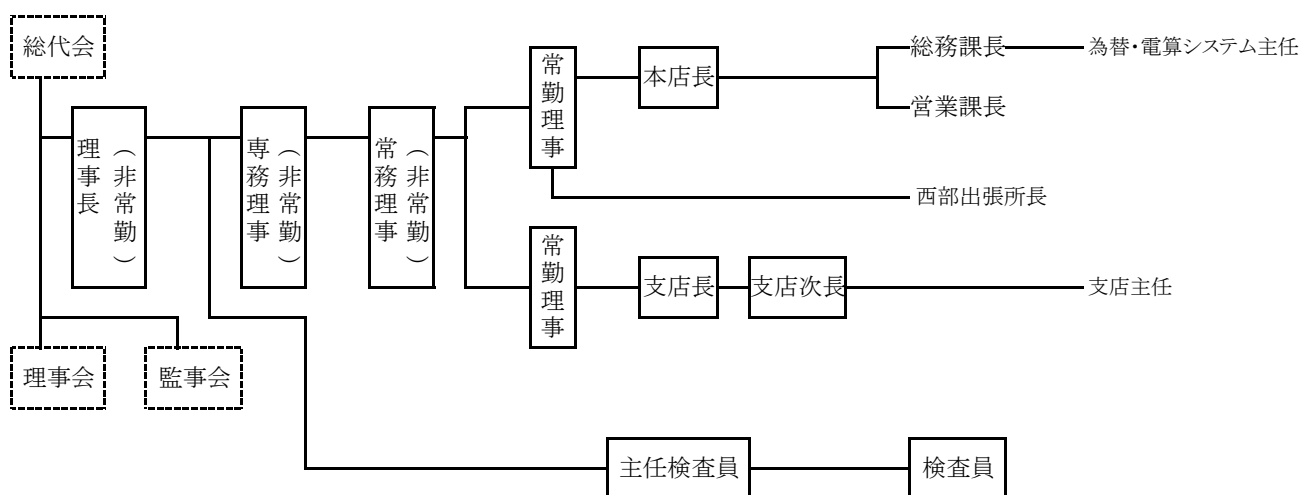 総代会
理事長
（非常勤）
専務理事
（非常勤）
常務理事
（非常勤）
常勤理事
本店長
総務課長
為替・電算システム主任
営業課長
西部出張所長
常勤理事
支店長
支店次長
支店主任
理事会
監事会
主任検査員
検査員